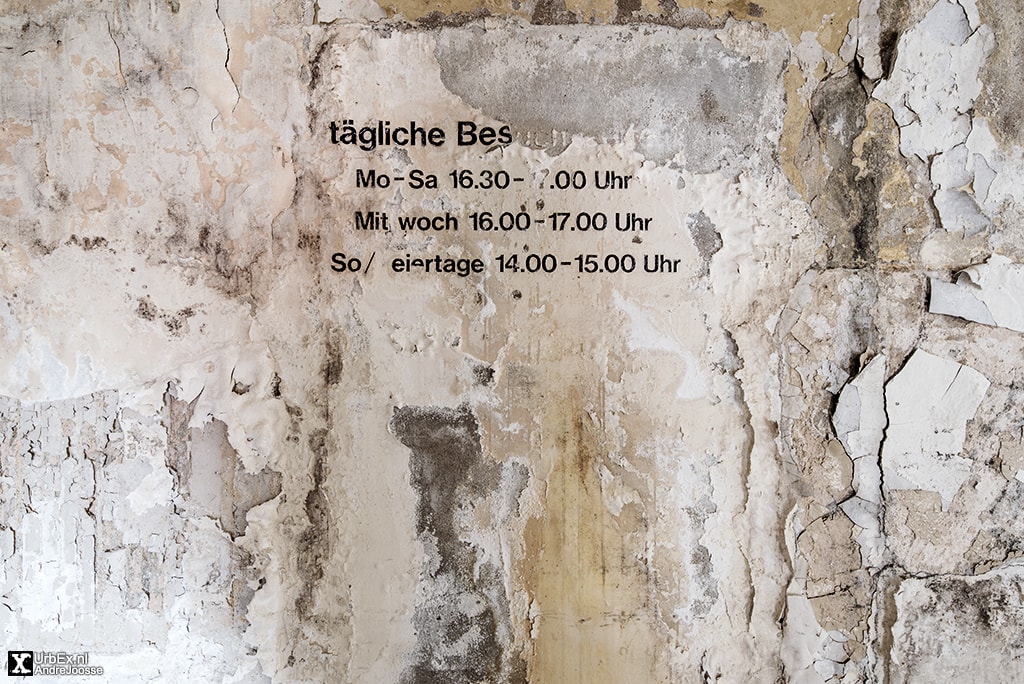 tägliche Bes
Mo-Sa 16.30- .00 Uhr
Mit woch 16.00-17.00 Uhr
So/ eiertage 14.00-15.00 Uhr
X
UrbEx.nl
AndreJoosse